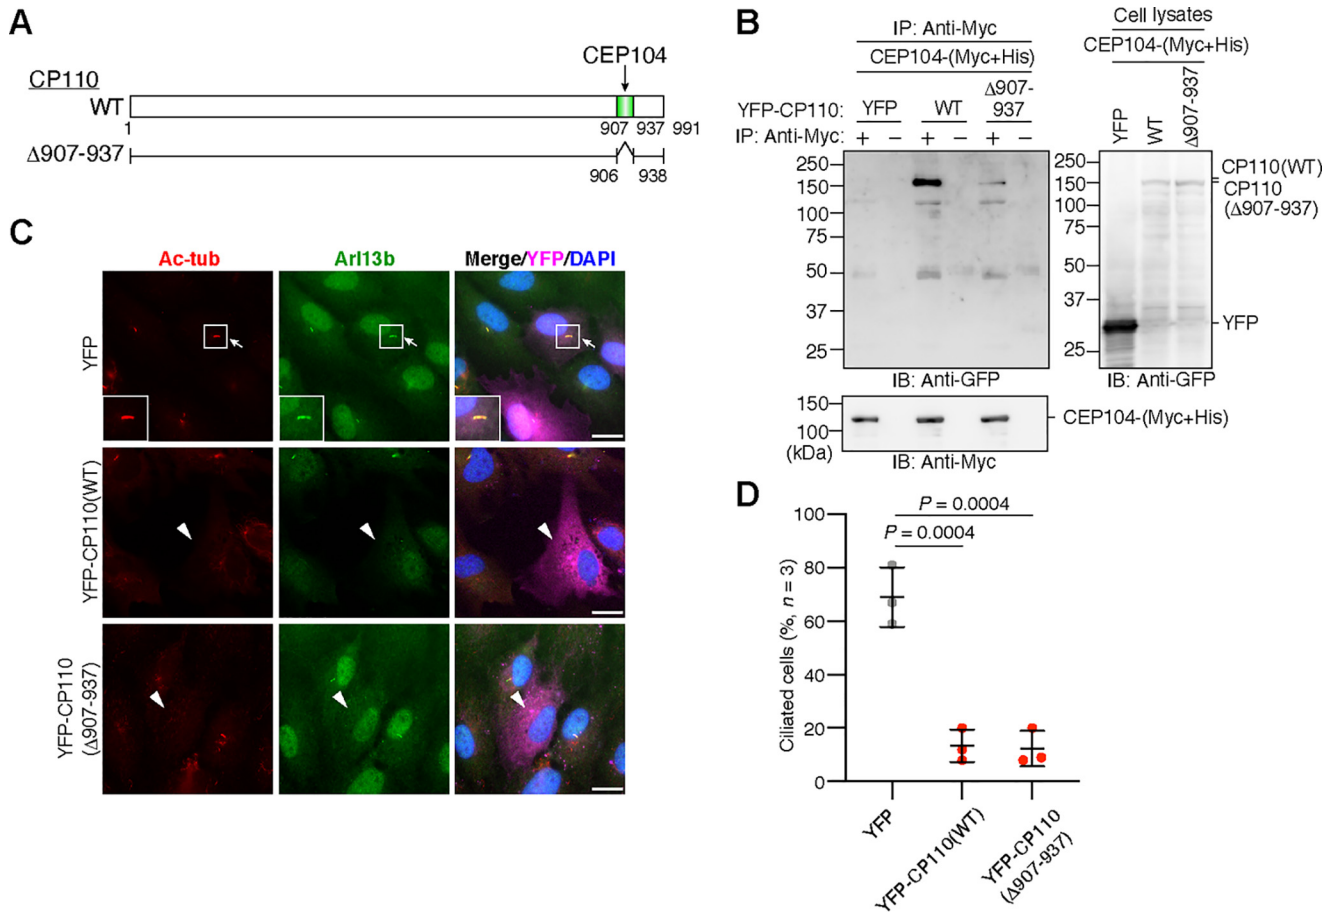 A
CP110
CEP104
WT
1
907
937
991
Δ907-937
906
938
B
IP: Anti-Myc
CEP104-(Myc+His)
YFP-CP110:
YFP
WT
Δ907-
937
IP: Anti-Myc:
+
−
+
−
+
−
250
150
100
75
50
37
25
IB: Anti-GFP
150
100
(kDa)
CEP104-(Myc+His)
IB: Anti-Myc
Cell lysates
CEP104-(Myc+His)
YFP
WT
Δ907-937
250
150
100
75
50
37
25
CP110(WT)
CP110
(Δ907-937)
YFP
IB: Anti-GFP
C
Ac-tub
Arl13b
Merge/YFP/DAPI
YFP
YFP-CP110(WT)
YFP-CP110
(Δ907-937)
D
P = 0.0004
P = 0.0004
Ciliated cells (%, n = 3)
100
80
60
40
20
0
YFP
YFP-CP110(WT)
YFP-CP110
(Δ907-937)